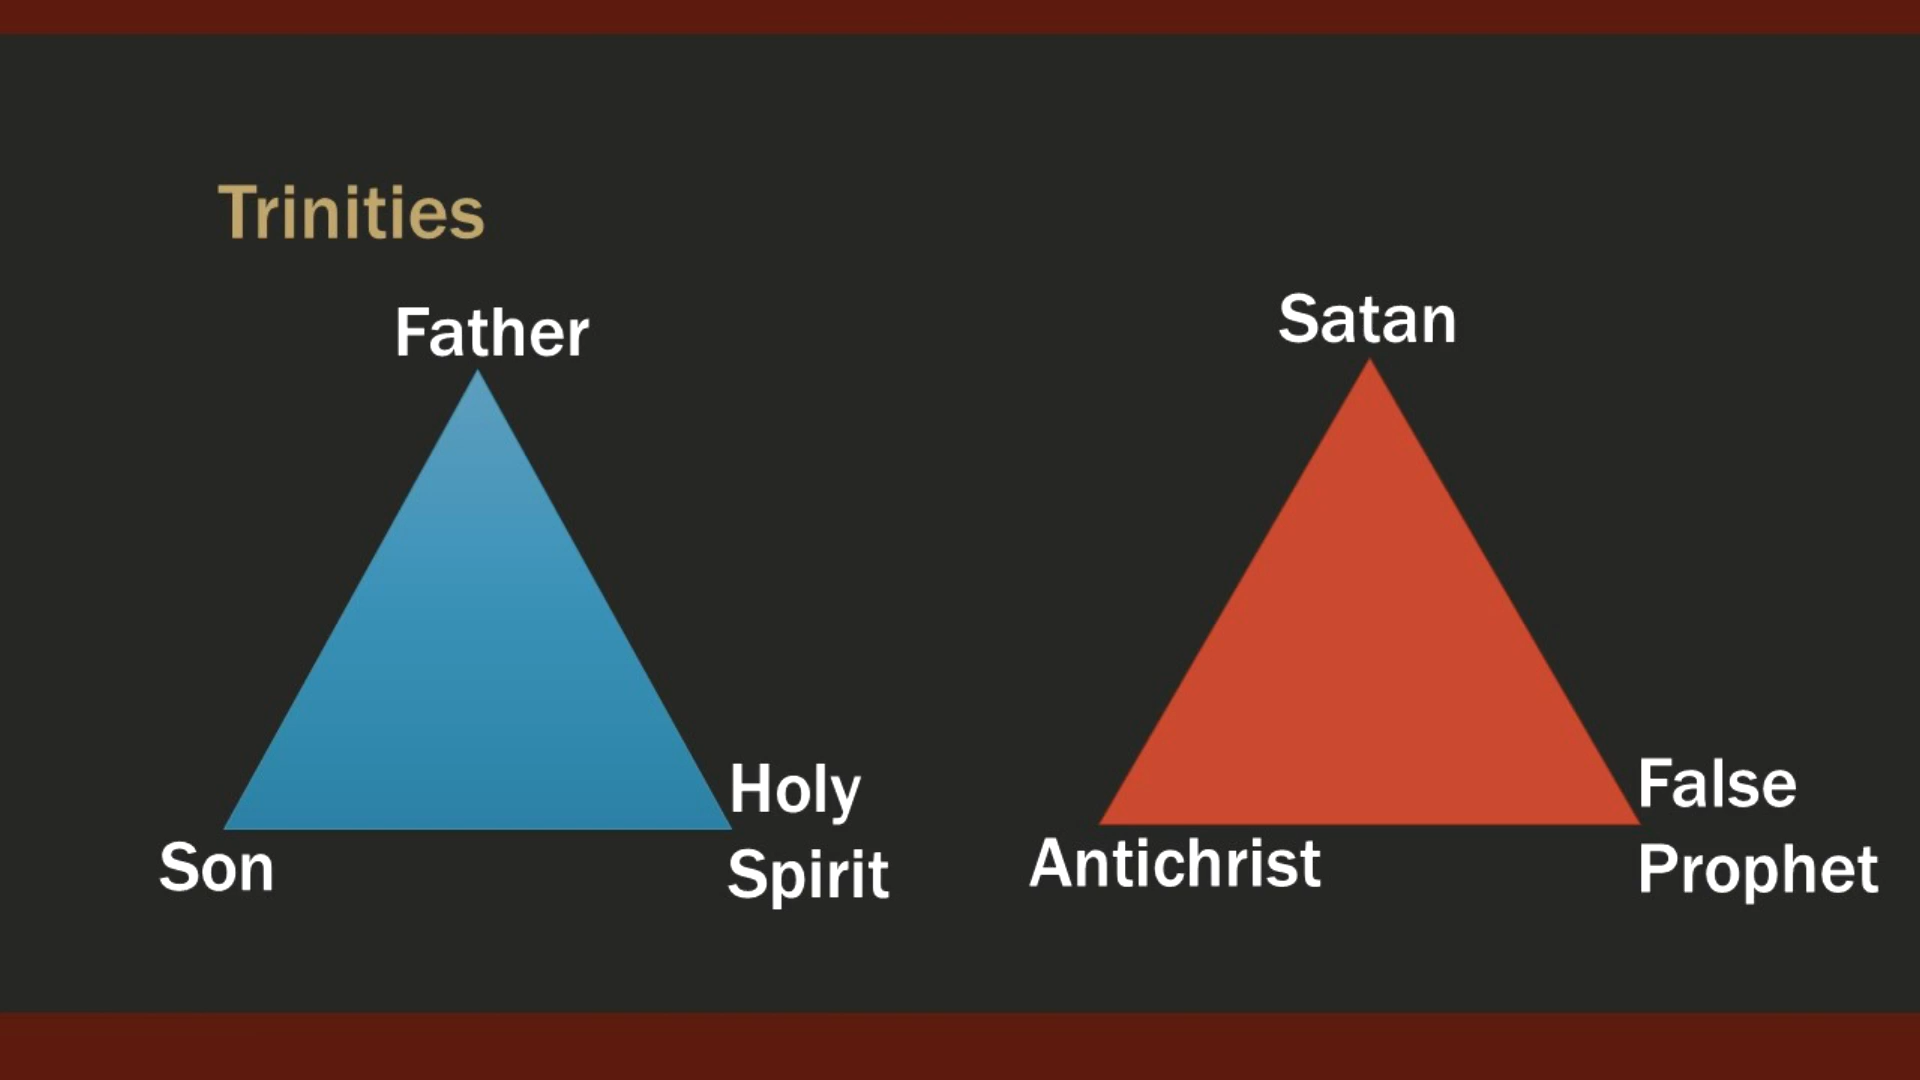 Trinities
Father
Son
Holy
Spirit
Satan
Antichrist
False
Prophet